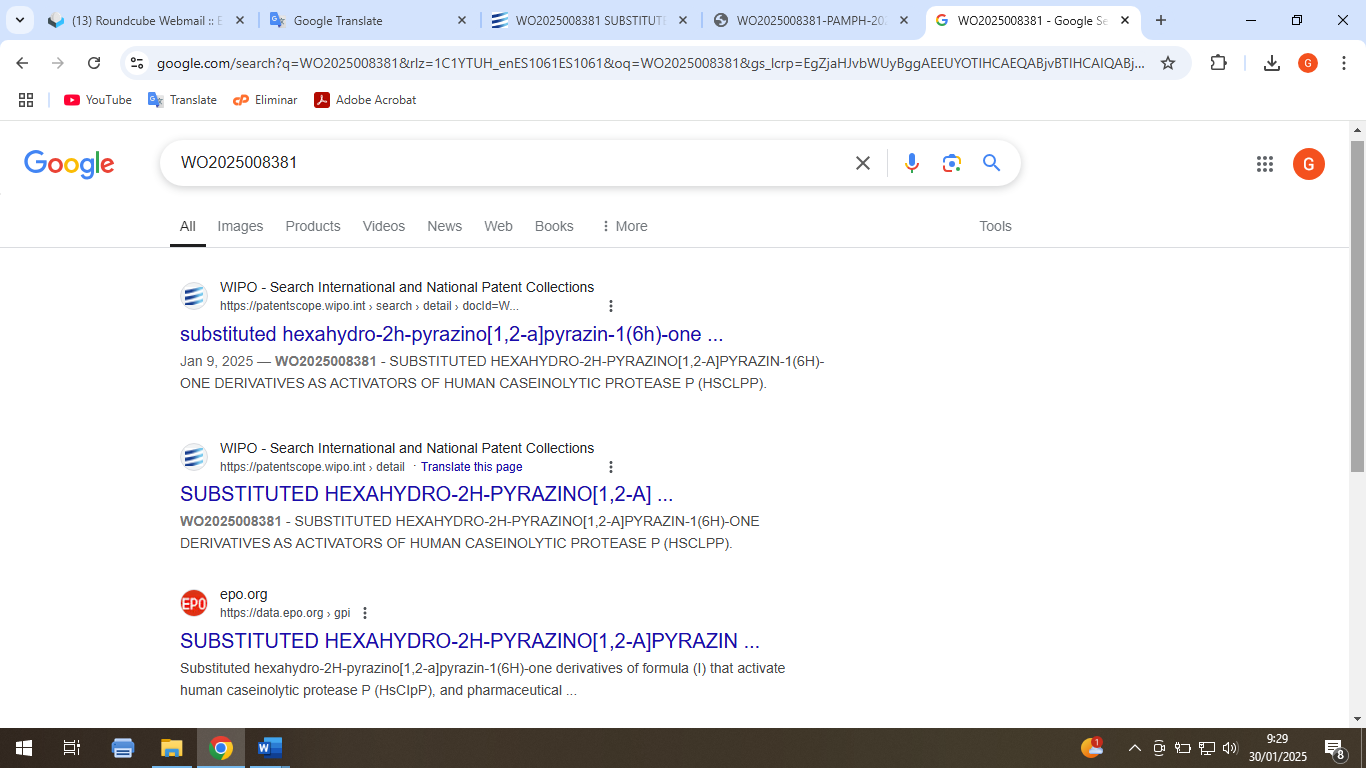 (13) Roundcube Webmail :: E
Google Translate
WO2025008381 SUBSTITUTE
WO2025008381-PAMPH-20
WO2025008381 - Google Se
google.com/search?q=WO2025008381&rlz=1C1YTUH_enES1061ES1061&oq=WO2025008381&gs_lcrp=EgZjaHJvbWUyBggAEEUYOTIHCAEQABjvBTIHCAIQABj...
G
YouTube
Translate
Eliminar
Adobe Acrobat
Google
WO2025008381
G
All
Images
Products
Videos
News
Web
Books
More
Tools
WIPO - Search International and National Patent Collections
https://patentscope.wipo.int › search › detail › docId=W...
substituted hexahydro-2h-pyrazino[1,2-a]pyrazin-1(6h)-one ...
Jan 9, 2025 — WO2025008381 - SUBSTITUTED HEXAHYDRO-2H-PYRAZINO[1,2-A]PYRAZIN-1(6H)-
ONE DERIVATIVES AS ACTIVATORS OF HUMAN CASEINOLYTIC PROTEASE P (HSCLPP).
WIPO - Search International and National Patent Collections
https://patentscope.wipo.int › detail · Translate this page
SUBSTITUTED HEXAHYDRO-2H-PYRAZINO[1,2-A] ...
WO2025008381 - SUBSTITUTED HEXAHYDRO-2H-PYRAZINO[1,2-A]PYRAZIN-1(6H)-ONE
DERIVATIVES AS ACTIVATORS OF HUMAN CASEINOLYTIC PROTEASE P (HSCLPP).
EPO
epo.org
https://data.epo.org › gpi
SUBSTITUTED HEXAHYDRO-2H-PYRAZINO[1,2-A]PYRAZIN ...
Substituted hexahydro-2H-pyrazino[1,2-a]pyrazin-1(6H)-one derivatives of formula (I) that activate
human caseinolytic protease P (HsClpP), and pharmaceutical ...
1
9:29
30/01/2025
8